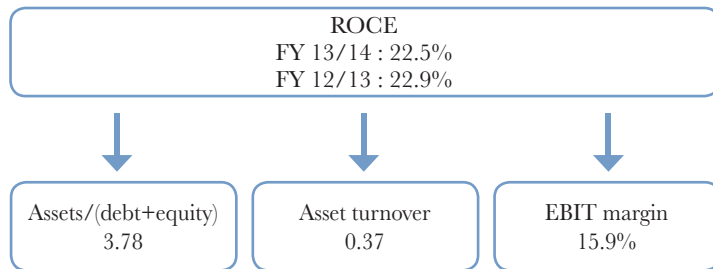 ROCE
FY 13/14 : 22.5%
FY 12/13 : 22.9%
Assets/(debt+equity)
3.78
Asset turnover
0.37
EBIT margin
15.9%